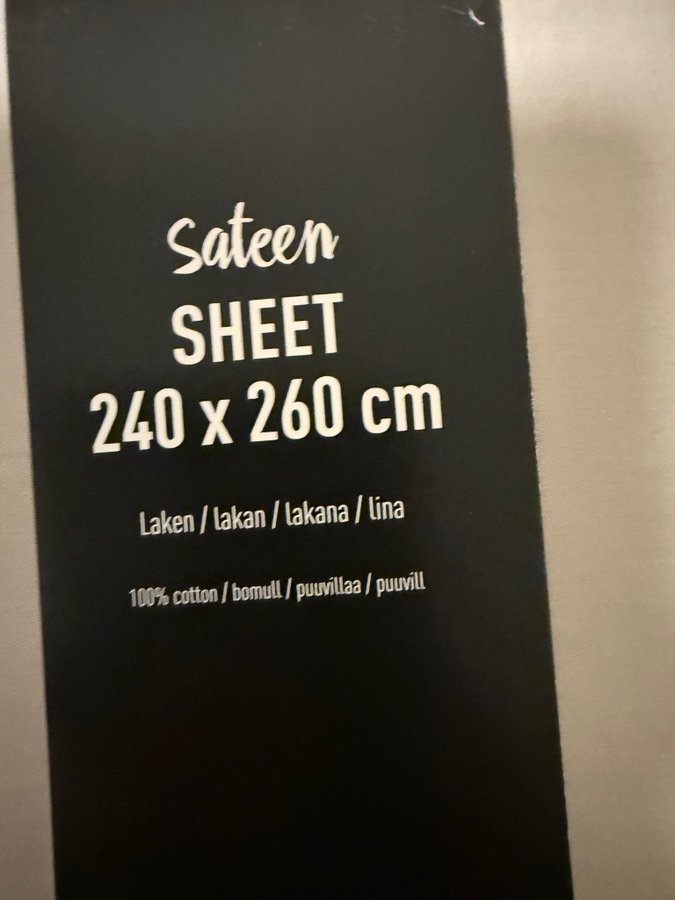 Sateen
SHEET
240 x 260 cm
Laken / lakan / lakana / lina
100% cotton / bomull / puuvillaa / puuvill